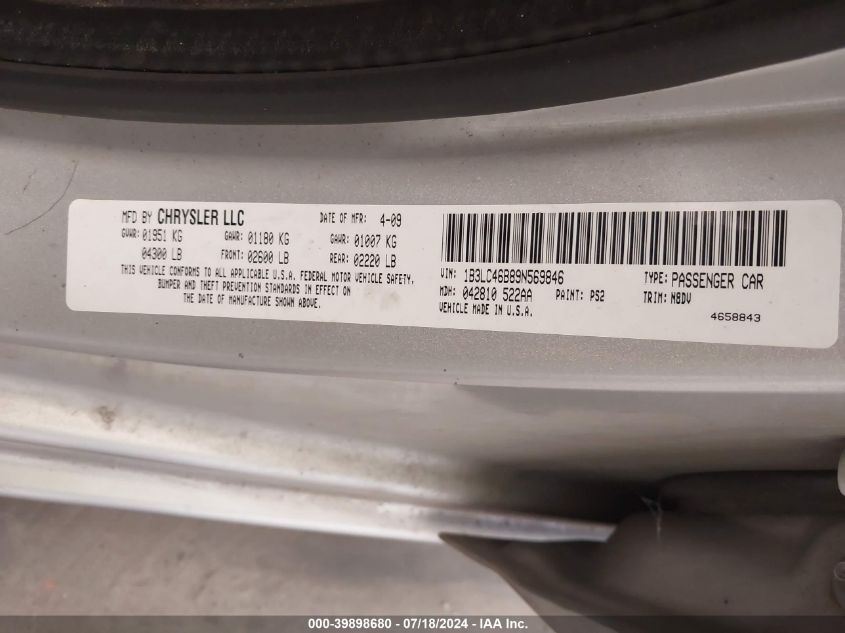 MFD BY CHRYSLER LLC DATE OF MFR: 4-09
GVWR: 01951 KG GAWR: 01180 KG GAWR: 01007 KG
04300 LB FRONT: 02600 LB REAR: 02220 LB
THIS VEHICLE CONFORMS TO ALL APPLICABLE U.S.A. FEDERAL MOTOR VEHICLE SAFETY,
BUMPER AND THEFT PREVENTION STANDARDS IN EFFECT ON
THE DATE OF MANUFACTURE SHOWN ABOVE.
VIN: 1B3LC46B89N569846 TYPE: PASSENGER CAR
MDH: 042810 522AA PAINT: PS2 TRIM: N8DV
VEHICLE MADE IN U.S.A. 4658843
000-39898680 - 07/18/2024 - IAA Inc.